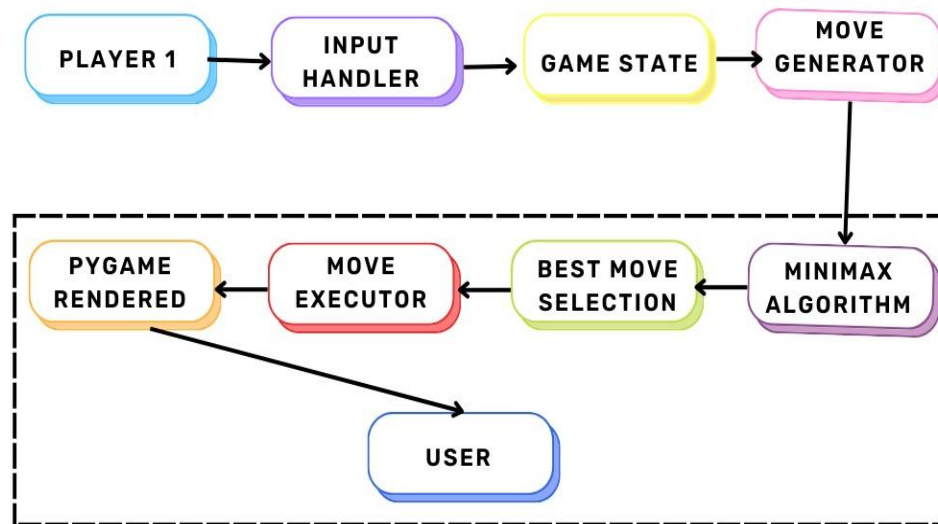 PLAYER 1
INPUT
HANDLER
GAME STATE
MOVE
GENERATOR
PYGAME
RENDERED
MOVE
EXECUTOR
BEST MOVE
SELECTION
MINIMAX
ALGORITHM
USER